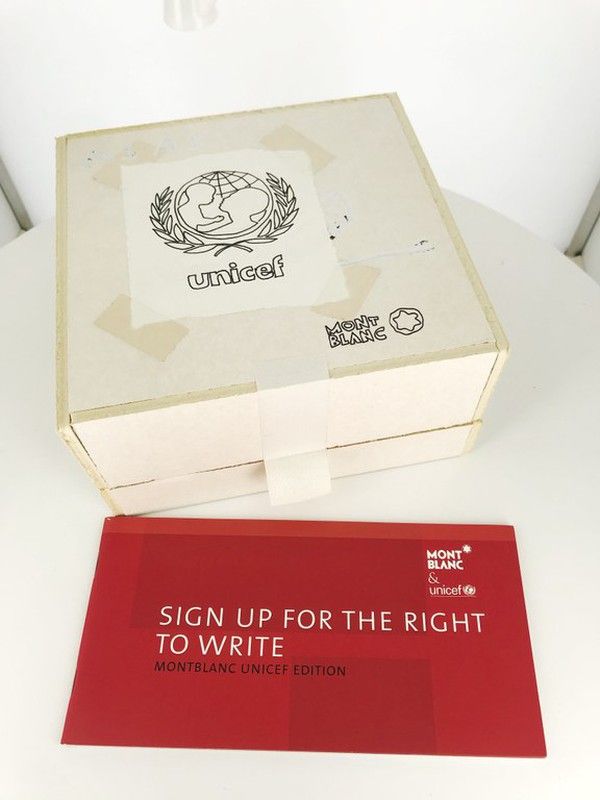 unicef
MONT
BLANC
MONT
BLANC
&
unicef
SIGN UP FOR THE RIGHT
TO WRITE
MONTBLANC UNICEF EDITION